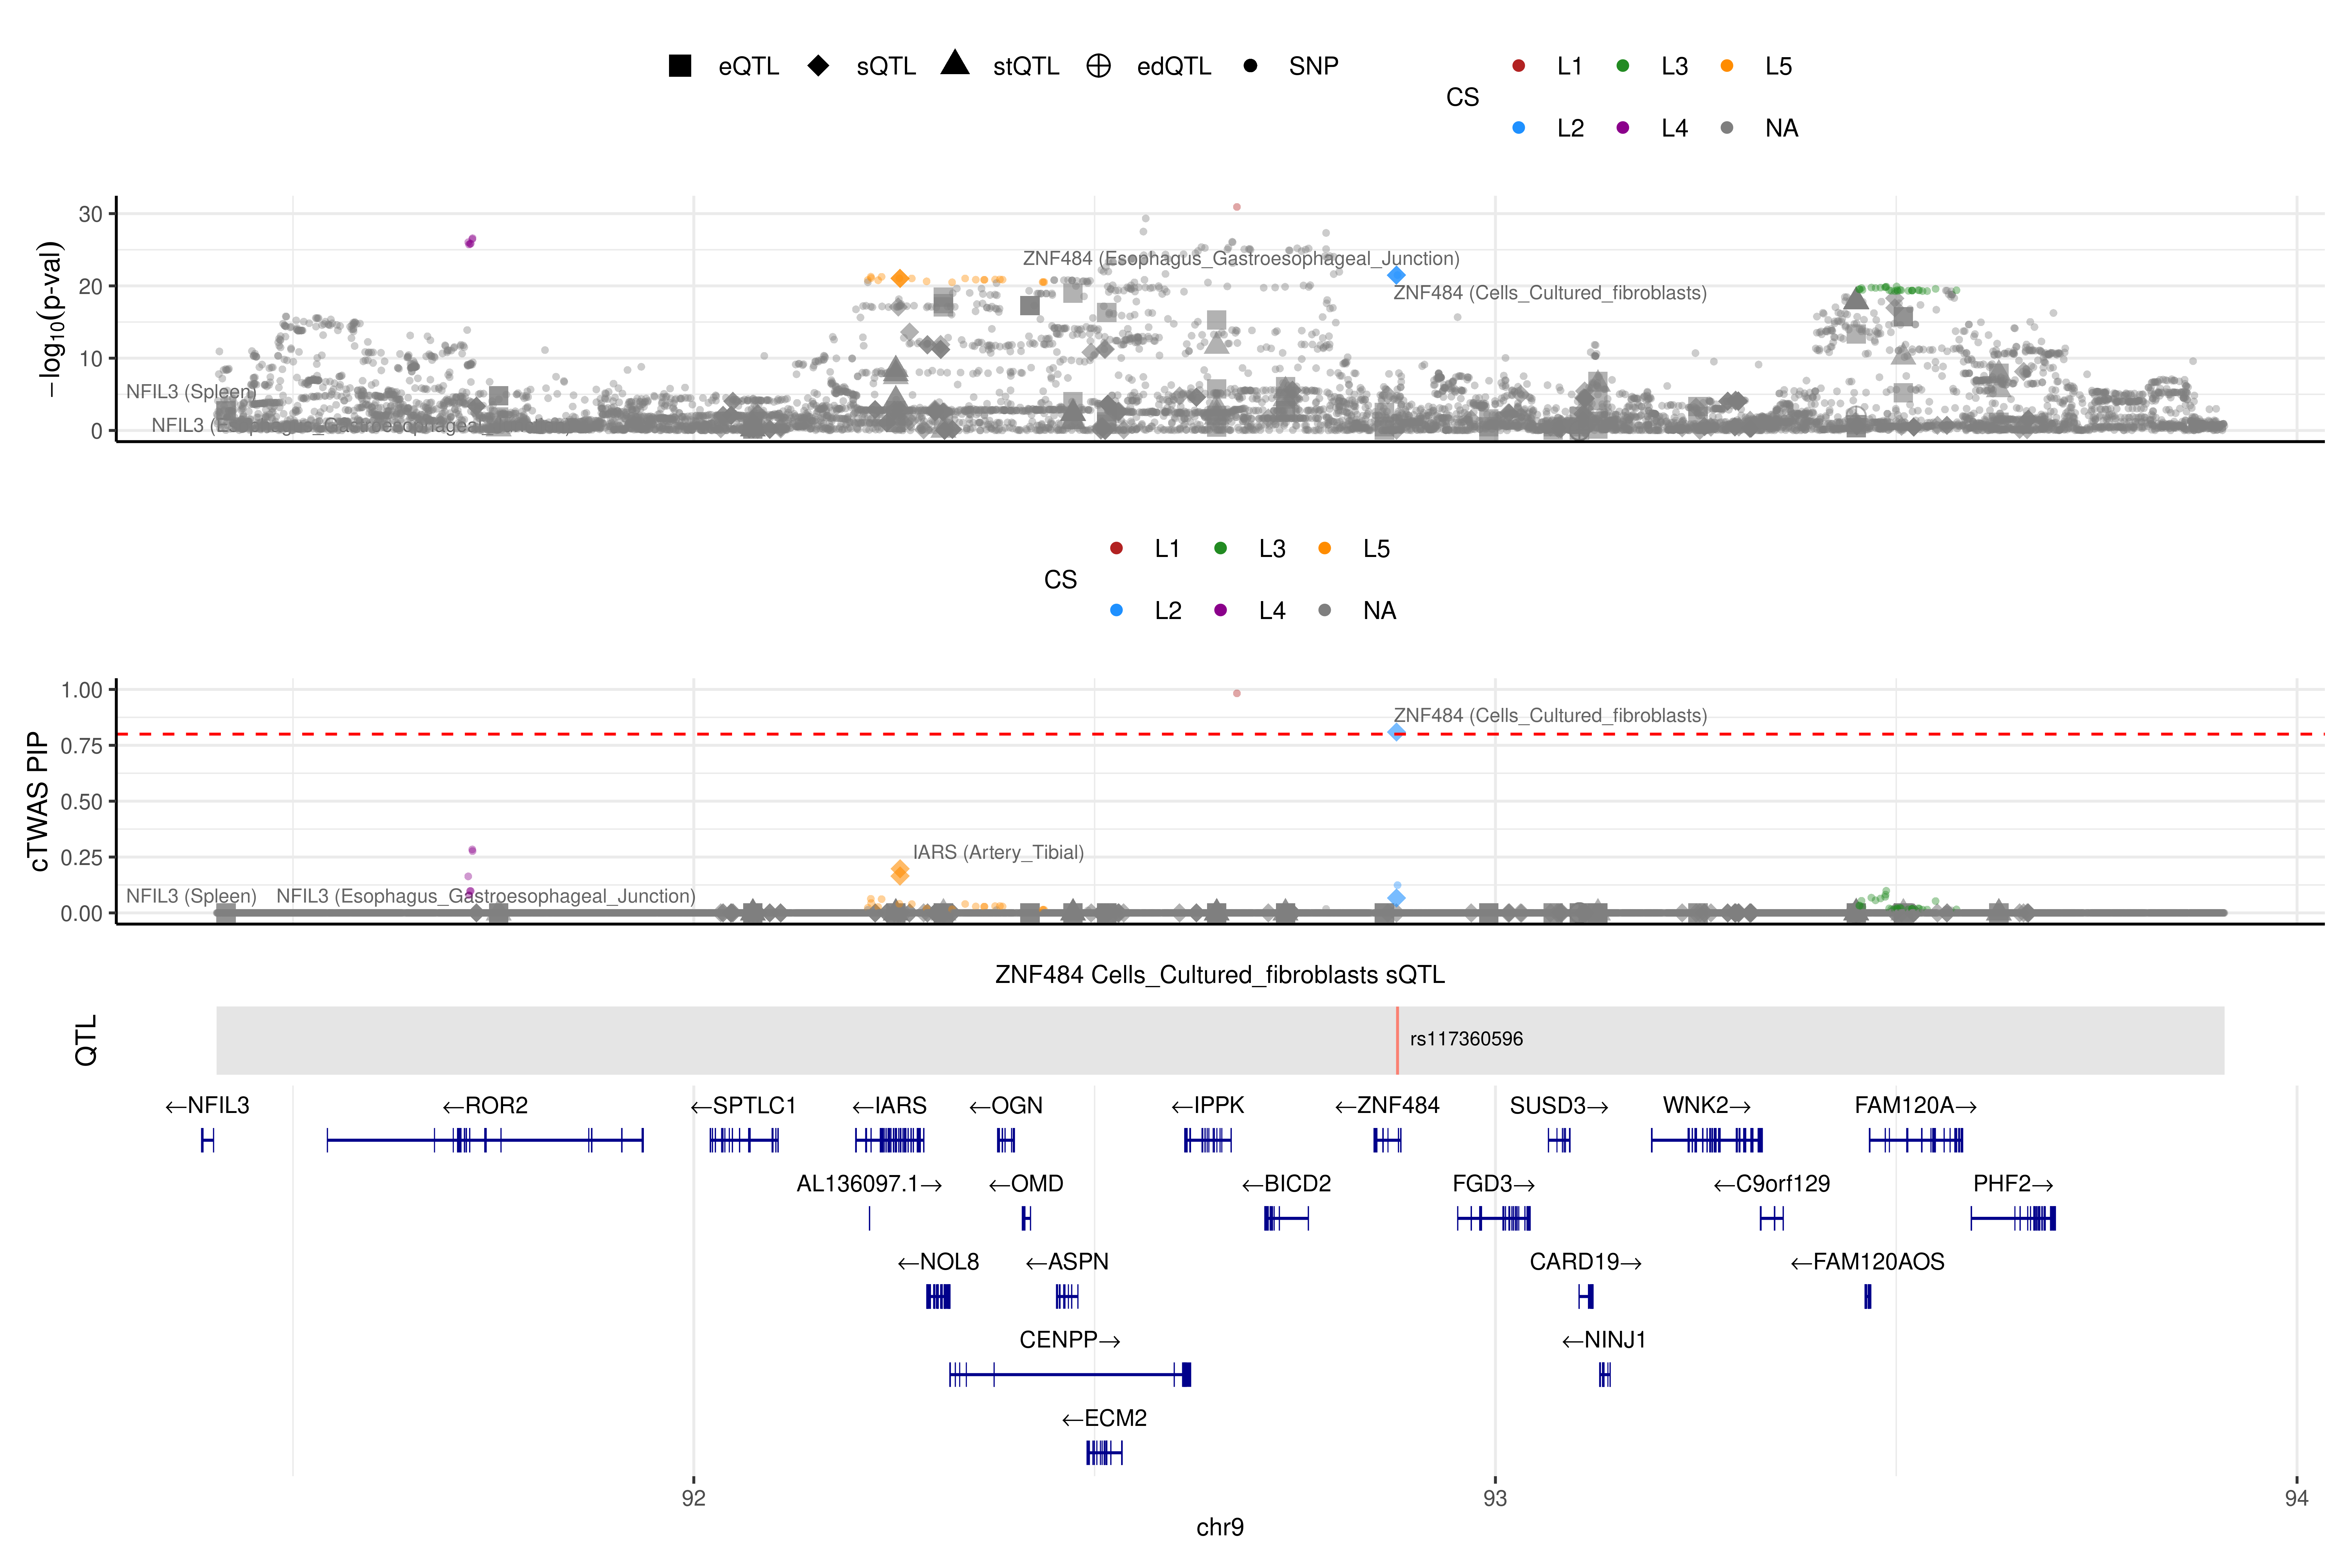 eQTL sQTL stQTL edQTL SNP
CS
L1 L3 L5
L2 L4 NA
−log10(p-val)
30
20
10
0
ZNF484 (Esophagus_Gastroesophageal_Junction)
ZNF484 (Cells_Cultured_fibroblasts)
NFIL3 (Spleen)
NFIL3 (Esophagus_Gastroesophageal_Junction)
CS
L1 L3 L5
L2 L4 NA
cTWAS PIP
1.00
0.75
0.50
0.25
0.00
ZNF484 (Cells_Cultured_fibroblasts)
IARS (Artery_Tibial)
NFIL3 (Spleen) NFIL3 (Esophagus_Gastroesophageal_Junction)
ZNF484 Cells_Cultured_fibroblasts sQTL
QTL
rs117360596
←NFIL3 ←ROR2 ←SPTLC1 ←IARS ←OGN ←IPPK ←ZNF484 SUSD3→ WNK2→ FAM120A→
AL136097.1→ ←OMD ←BICD2 FGD3→ ←C9orf129 PHF2→
←NOL8 ←ASPN CARD19→ ←FAM120AOS
CENPP→ ←NINJ1
←ECM2
92 93 94
chr9